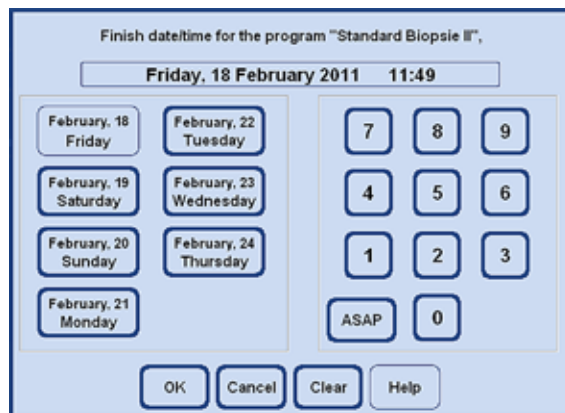 Finish date/time for the program "Standard Biopsie II",
Friday, 18 February 2011 11:49
February, 18
Friday
February, 22
Tuesday
February, 19
Saturday
February, 23
Wednesday
February, 20
Sunday
February, 24
Thursday
February, 21
Monday
7 8 9
4 5 6
1 2 3
ASAP 0
OK Cancel Clear Help